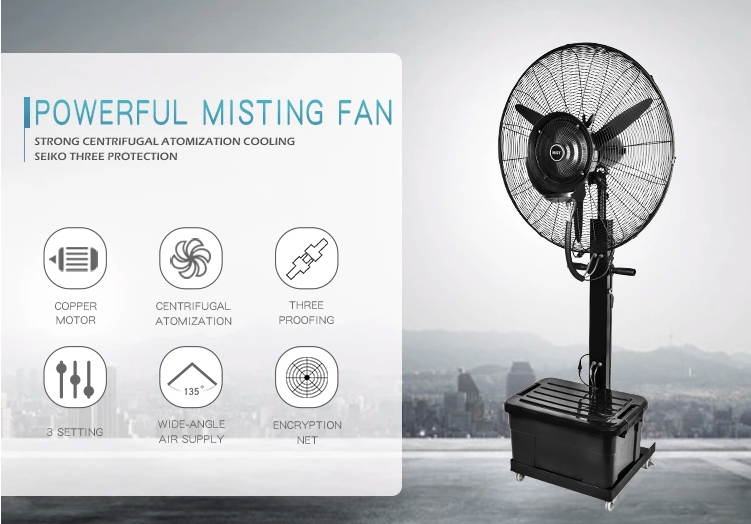 POWERFUL MISTING FAN
STRONG CENTRIFUGAL ATOMIZATION COOLING
SEIKO THREE PROTECTION
COPPER
MOTOR
CENTRIFUGAL
ATOMIZATION
THREE
PROOFING
135°
3 SETTING
WIDE-ANGLE
AIR SUPPLY
ENCRYPTION
NET